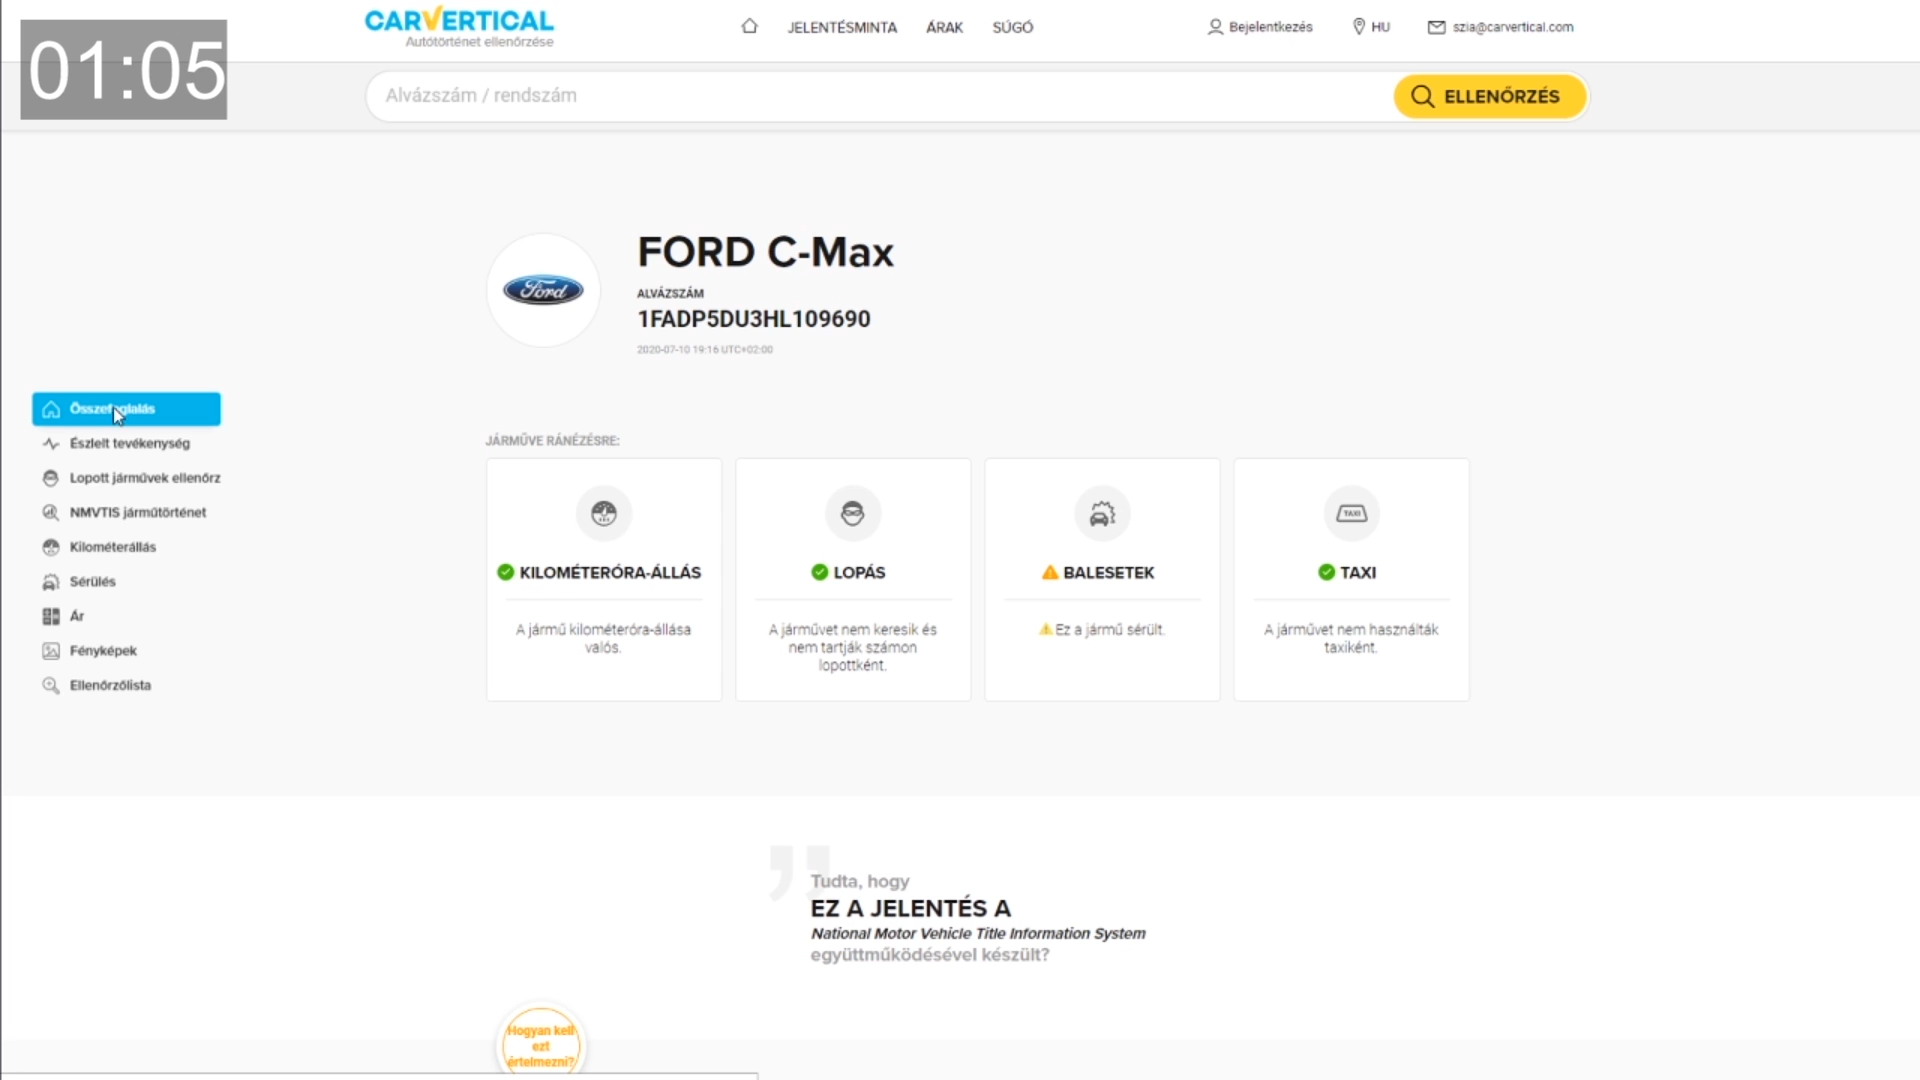 01:05
CARVERTICAL
Autótörténet ellenőrzése
JELENTÉSMINTA
ÁRAK
SÚGÓ
Bejelentkezés
HU
szia@carvertical.com
Alvázszám / rendszám
ELLENŐRZÉS
Ford
FORD C-Max
ALVÁZSZÁM
1FADP5DU3HL109690
2020-07-10 19:16 UTC+02:00
Összefoglalás
Észlelt tevékenység
Lopott járművek ellenőrz
NMVTIS járműtörténet
Kilométerállás
Sérülés
Ár
Fényképek
Ellenőrzőlista
JÁRMŰVE RÁNÉZÉSRE:
KILOMÉTERÓRA-ÁLLÁS
A jármű kilométeróra-állása
valós.
LOPÁS
A járművet nem keresik és
nem tartják számon
lopottként.
BALESETEK
Ez a jármű sérült.
TAXI
TAXI
A járművet nem használták
taxiként.
Tudta, hogy
EZ A JELENTÉS A
National Motor Vehicle Title Information System
együttműködésével készült?
Hogyan kell
ezt
értelmezni?